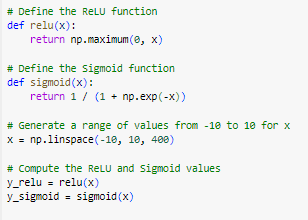 # Define the ReLU function
def relu(x):
    return np.maximum(0, x)
# Define the Sigmoid function
def sigmoid(x):
    return 1 / (1 + np.exp(-x))
# Generate a range of values from -10 to 10 for x
x = np.linspace(-10, 10, 400)
# Compute the ReLU and Sigmoid values
y_relu = relu(x)
y_sigmoid = sigmoid(x)